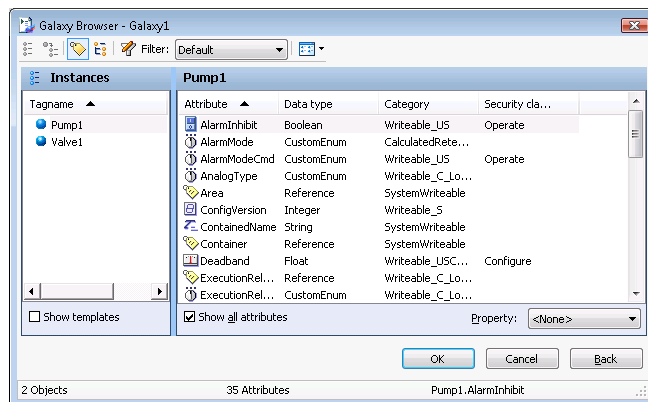 Galaxy Browser - Galaxy1
Filter: Default
Instances
Pump1
Tagname
Attribute Data type Category Security cla...
Pump1
Valve1
AlarmInhibit Boolean Writeable_US Operate
AlarmMode CustomEnum CalculatedRete...
AlarmModeCmd CustomEnum Writeable_US Operate
AnalogType CustomEnum Writeable_C_Lo...
Area Reference SystemWriteable
ConfigVersion Integer Writeable_S
ContainedName String SystemWriteable
Container Reference SystemWriteable
Deadband Float Writeable_USC... Configure
ExecutionRel... Reference Writeable_C_Lo...
ExecutionRel... CustomEnum Writeable_C_Lo...
Show templates
Show all attributes
Property: <None>
OK Cancel Back
2 Objects 35 Attributes Pump1.AlarmInhibit